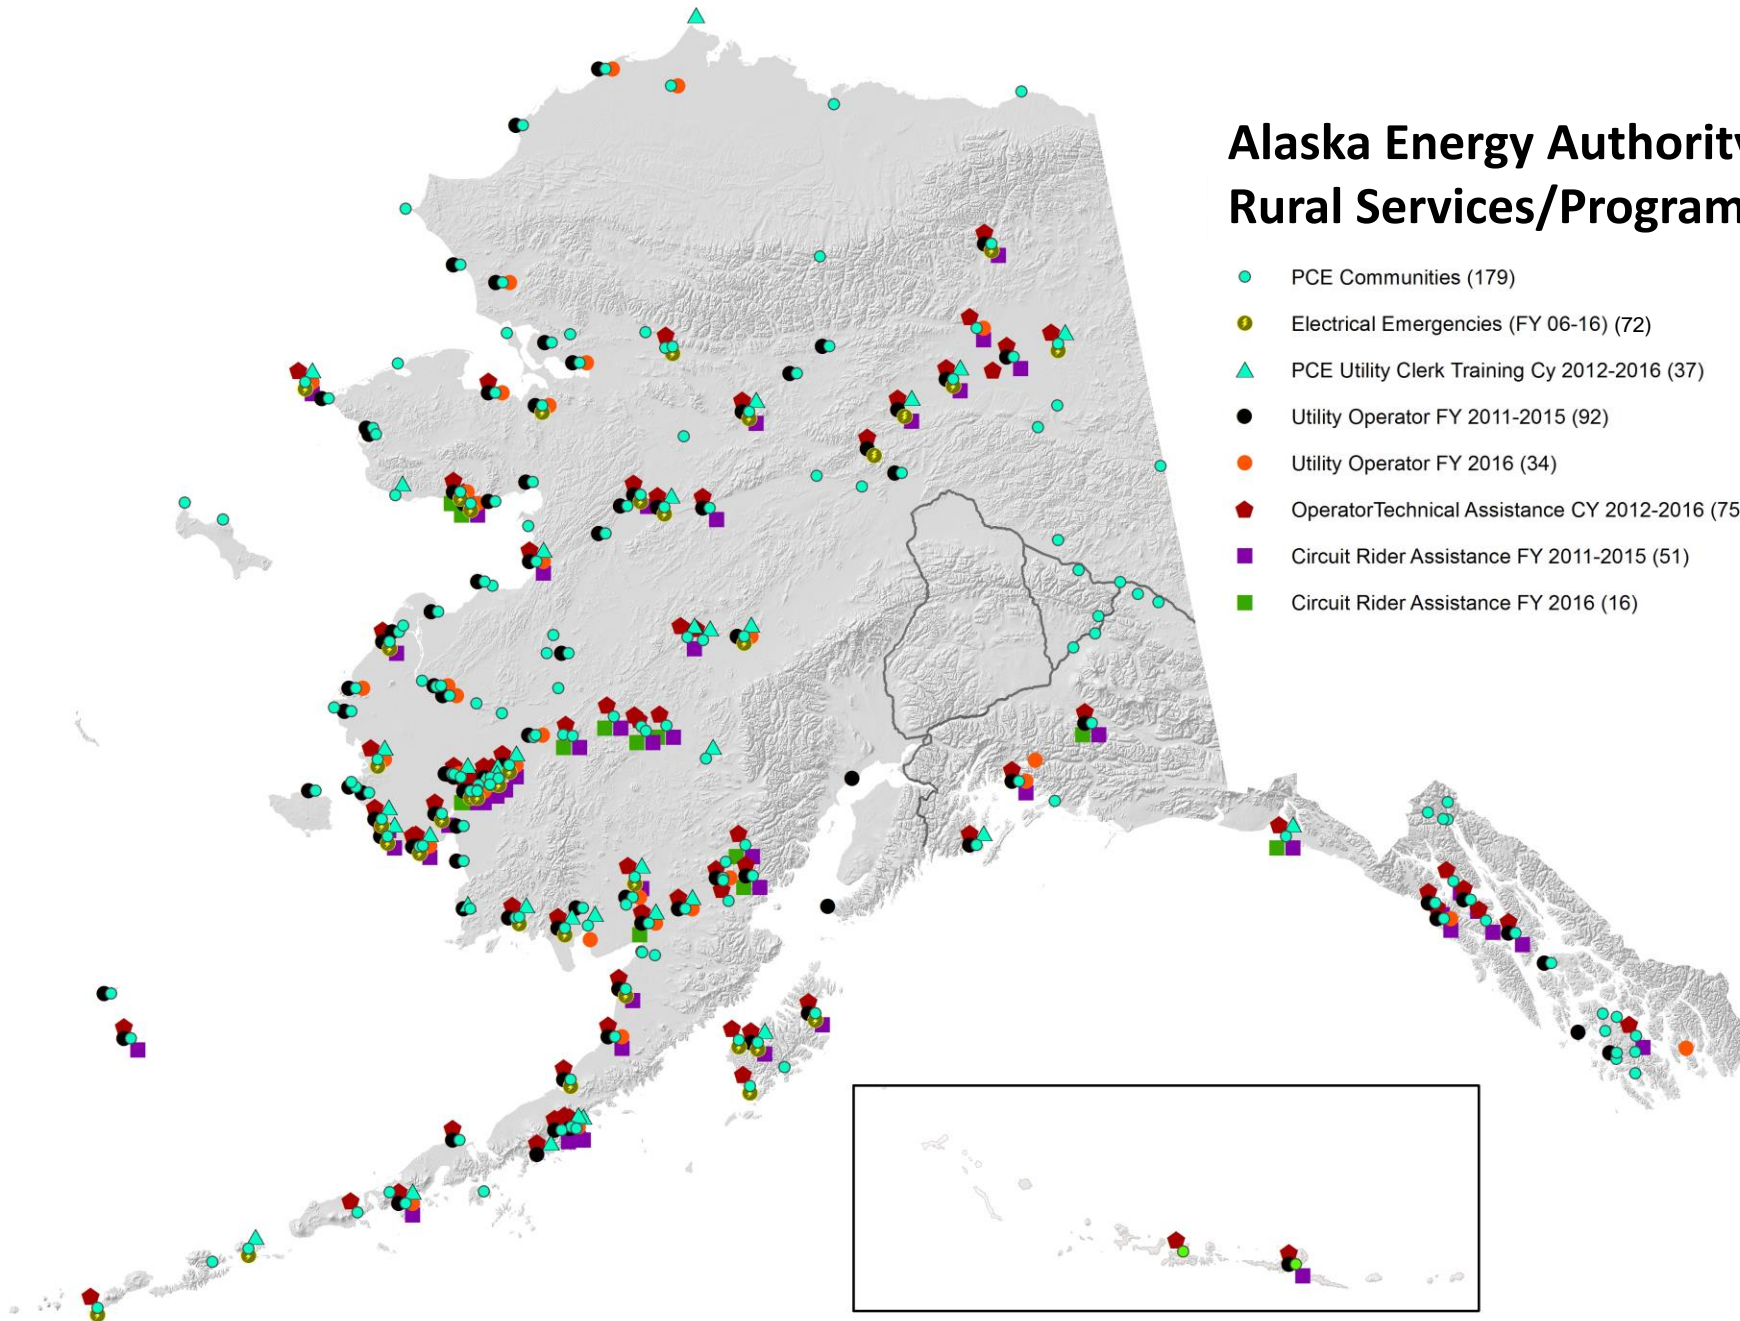 Alaska Energy Authority
Rural Services/Program
PCE Communities (179)
Electrical Emergencies (FY 06-16) (72)
PCE Utility Clerk Training Cy 2012-2016 (37)
Utility Operator FY 2011-2015 (92)
Utility Operator FY 2016 (34)
OperatorTechnical Assistance CY 2012-2016 (75
Circuit Rider Assistance FY 2011-2015 (51)
Circuit Rider Assistance FY 2016 (16)